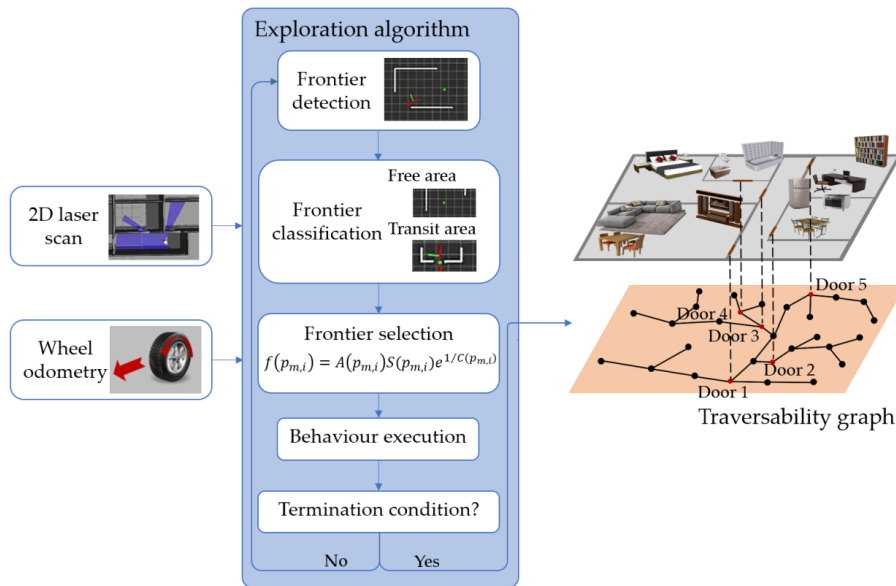 Exploration algorithm
Frontier
detection
Free area
Frontier
classification
Transit area
2D laser
scan
Wheel
odometry
Frontier selection
f(p_{m,i}) = A(p_{m,i})S(p_{m,i})e^{1/C(p_{m,i})}
Behaviour execution
Termination condition?
No
Yes
Door 5
Door 4
Door 3
Door 2
Door 1
Traversability graph